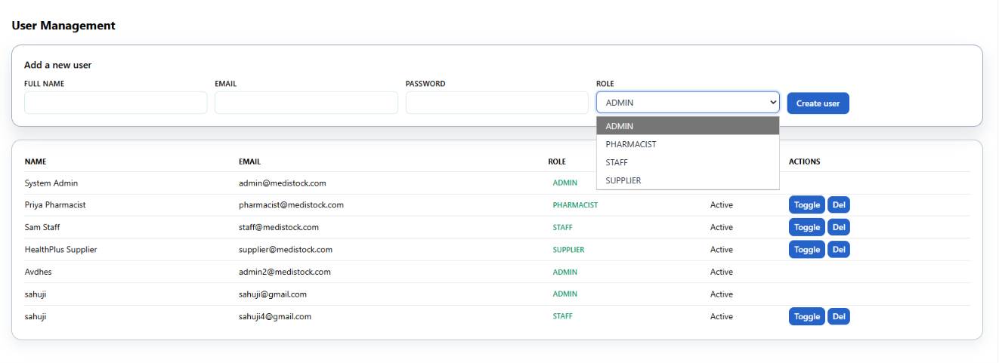 User Management
Add a new user
FULL NAME EMAIL PASSWORD ROLE
ADMIN Create user
ADMIN
PHARMACIST
STAFF
SUPPLIER
NAME EMAIL ROLE ACTIONS
System Admin admin@medistock.com ADMIN
Priya Pharmacist pharmacist@medistock.com PHARMACIST Active Toggle Del
Sam Staff staff@medistock.com STAFF Active Toggle Del
HealthPlus Supplier supplier@medistock.com SUPPLIER Active Toggle Del
Avdhes admin2@medistock.com ADMIN Active
sahuji sahuji@gmail.com ADMIN Active
sahuji sahuji4@gmail.com STAFF Active Toggle Del